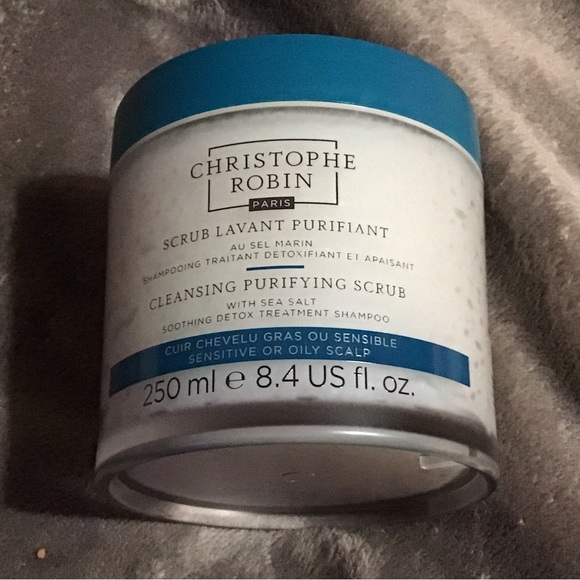 CHRISTOPHE
ROBIN
PARIS
SCRUB LAVANT PURIFIANT
AU SEL MARIN
SHAMPOOING TRAITANT DÉTOXIFIANT ET APAISANT
CLEANSING PURIFYING SCRUB
WITH SEA SALT
SOOTHING DETOX TREATMENT SHAMPOO
CUIR CHEVELU GRAS OU SENSIBLE
SENSITIVE OR OILY SCALP
250 ml ℮ 8.4 US fl. oz.